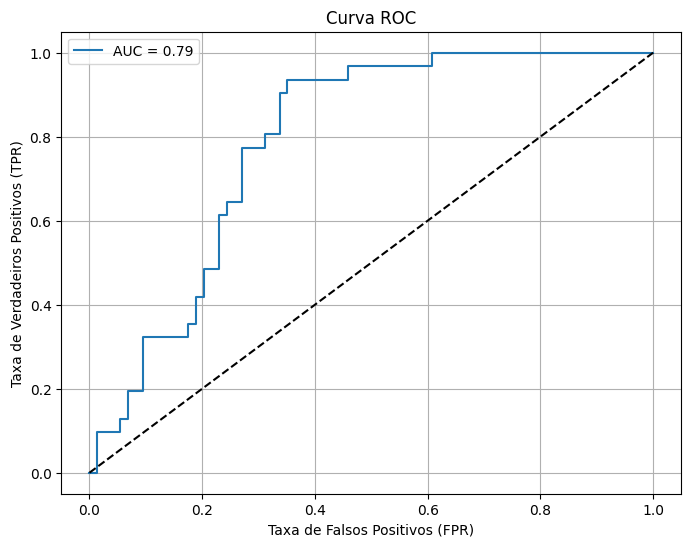 Curva ROC
AUC = 0.79
Taxa de Verdadeiros Positivos (TPR)
1.0
0.8
0.6
0.4
0.2
0.0
0.0 0.2 0.4 0.6 0.8 1.0
Taxa de Falsos Positivos (FPR)